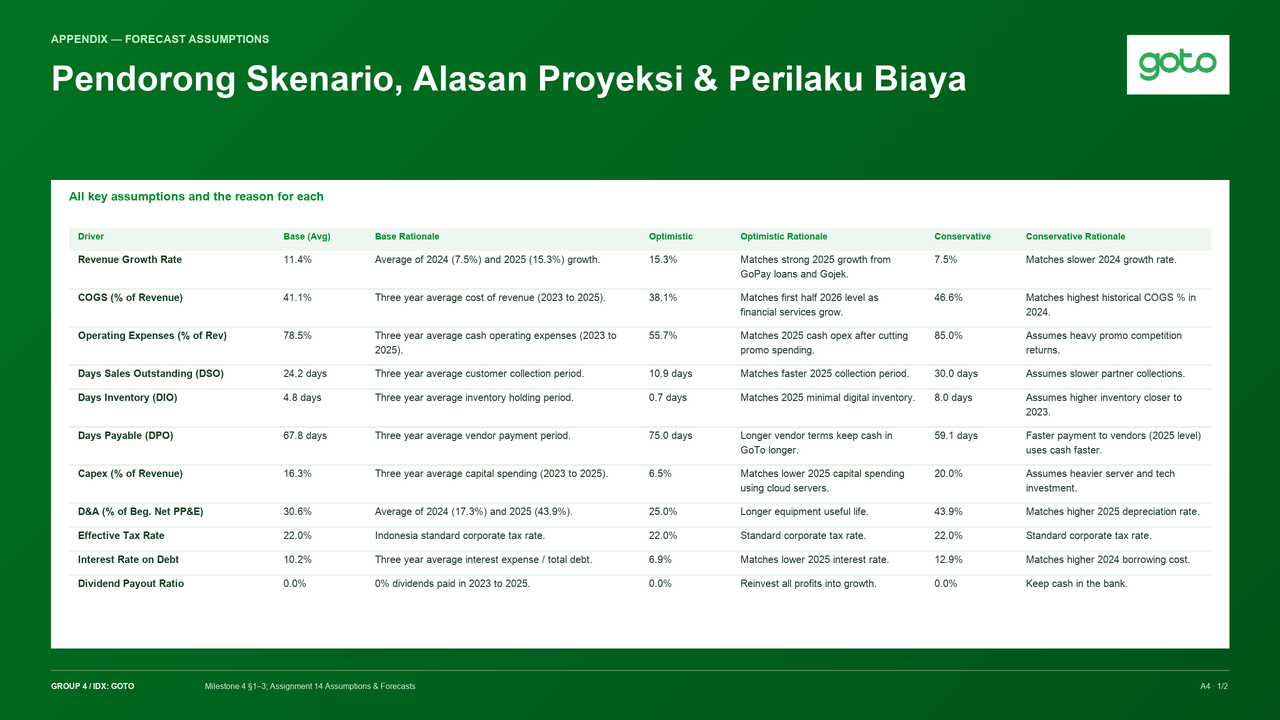 APPENDIX — FORECAST ASSUMPTIONS
Pendorong Skenario, Alasan Proyeksi & Perilaku Biaya
goto
All key assumptions and the reason for each
Driver Base (Avg) Base Rationale Optimistic Optimistic Rationale Conservative Conservative Rationale
Revenue Growth Rate 11.4% Average of 2024 (7.5%) and 2025 (15.3%) growth. 15.3% Matches strong 2025 growth from 7.5% Matches slower 2024 growth rate.
GoPay loans and Gojek.
COGS (% of Revenue) 41.1% Three year average cost of revenue (2023 to 2025). 38.1% Matches first half 2026 level as 46.6% Matches highest historical COGS % in
financial services grow. 2024.
Operating Expenses (% of Rev) 78.5% Three year average cash operating expenses (2023 to 55.7% Matches 2025 cash opex after cutting 85.0% Assumes heavy promo competition
2025). promo spending. returns.
Days Sales Outstanding (DSO) 24.2 days Three year average customer collection period. 10.9 days Matches faster 2025 collection period. 30.0 days Assumes slower partner collections.
Days Inventory (DIO) 4.8 days Three year average inventory holding period. 0.7 days Matches 2025 minimal digital inventory. 8.0 days Assumes higher inventory closer to
2023.
Days Payable (DPO) 67.8 days Three year average vendor payment period. 75.0 days Longer vendor terms keep cash in 59.1 days Faster payment to vendors (2025 level)
GoTo longer. uses cash faster.
Capex (% of Revenue) 16.3% Three year average capital spending (2023 to 2025). 6.5% Matches lower 2025 capital spending 20.0% Assumes heavier server and tech
using cloud servers. investment.
D&A (% of Beg. Net PP&E) 30.6% Average of 2024 (17.3%) and 2025 (43.9%). 25.0% Longer equipment useful life. 43.9% Matches higher 2025 depreciation rate.
Effective Tax Rate 22.0% Indonesia standard corporate tax rate. 22.0% Standard corporate tax rate. 22.0% Standard corporate tax rate.
Interest Rate on Debt 10.2% Three year average interest expense / total debt. 6.9% Matches lower 2025 interest rate. 12.9% Matches higher 2024 borrowing cost.
Dividend Payout Ratio 0.0% 0% dividends paid in 2023 to 2025. 0.0% Reinvest all profits into growth. 0.0% Keep cash in the bank.
GROUP 4 / IDX: GOTO Milestone 4 §1–3; Assignment 14 Assumptions & Forecasts A4 · 1/2